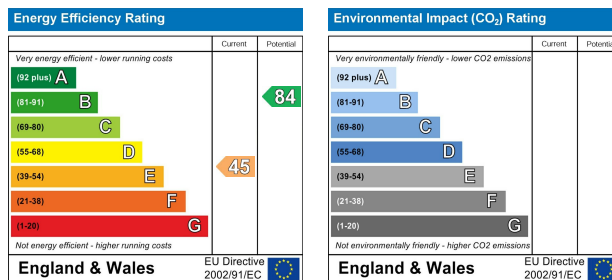 Energy Efficiency Rating
Current Potential
Very energy efficient - lower running costs
(92 plus) A
(81-91) B
84
(69-80) C
(55-68) D
45
(39-54) E
(21-38) F
(1-20) G
Not energy efficient - higher running costs
England & Wales
EU Directive
2002/91/EC
Environmental Impact (CO₂) Rating
Current Potentia
Very environmentally friendly - lower CO2 emissions
(92 plus) A
(81-91) B
(69-80) C
(55-68) D
(39-54) E
(21-38) F
(1-20) G
Not environmentally friendly - higher CO2 emissions
England & Wales
EU Directive
2002/91/EC